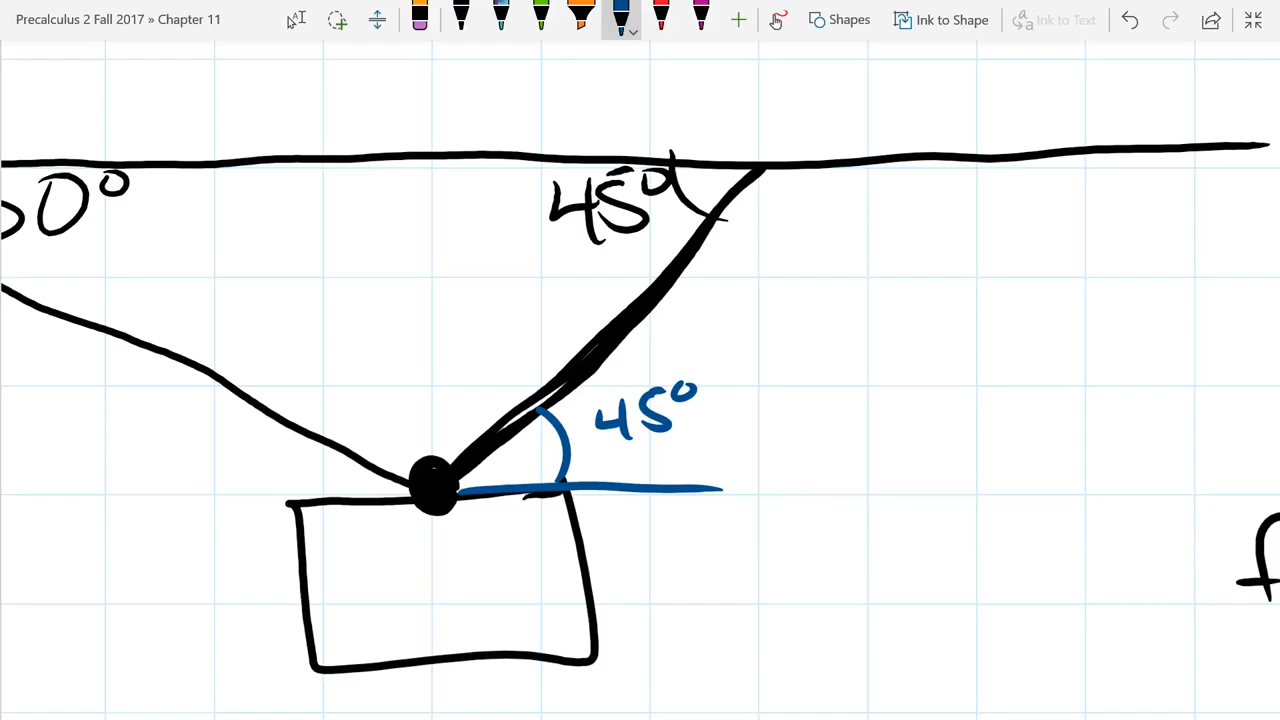 Precalculus 2 Fall 2017 » Chapter 11
Shapes
Ink to Shape
Ink to Text
45°
45°
f